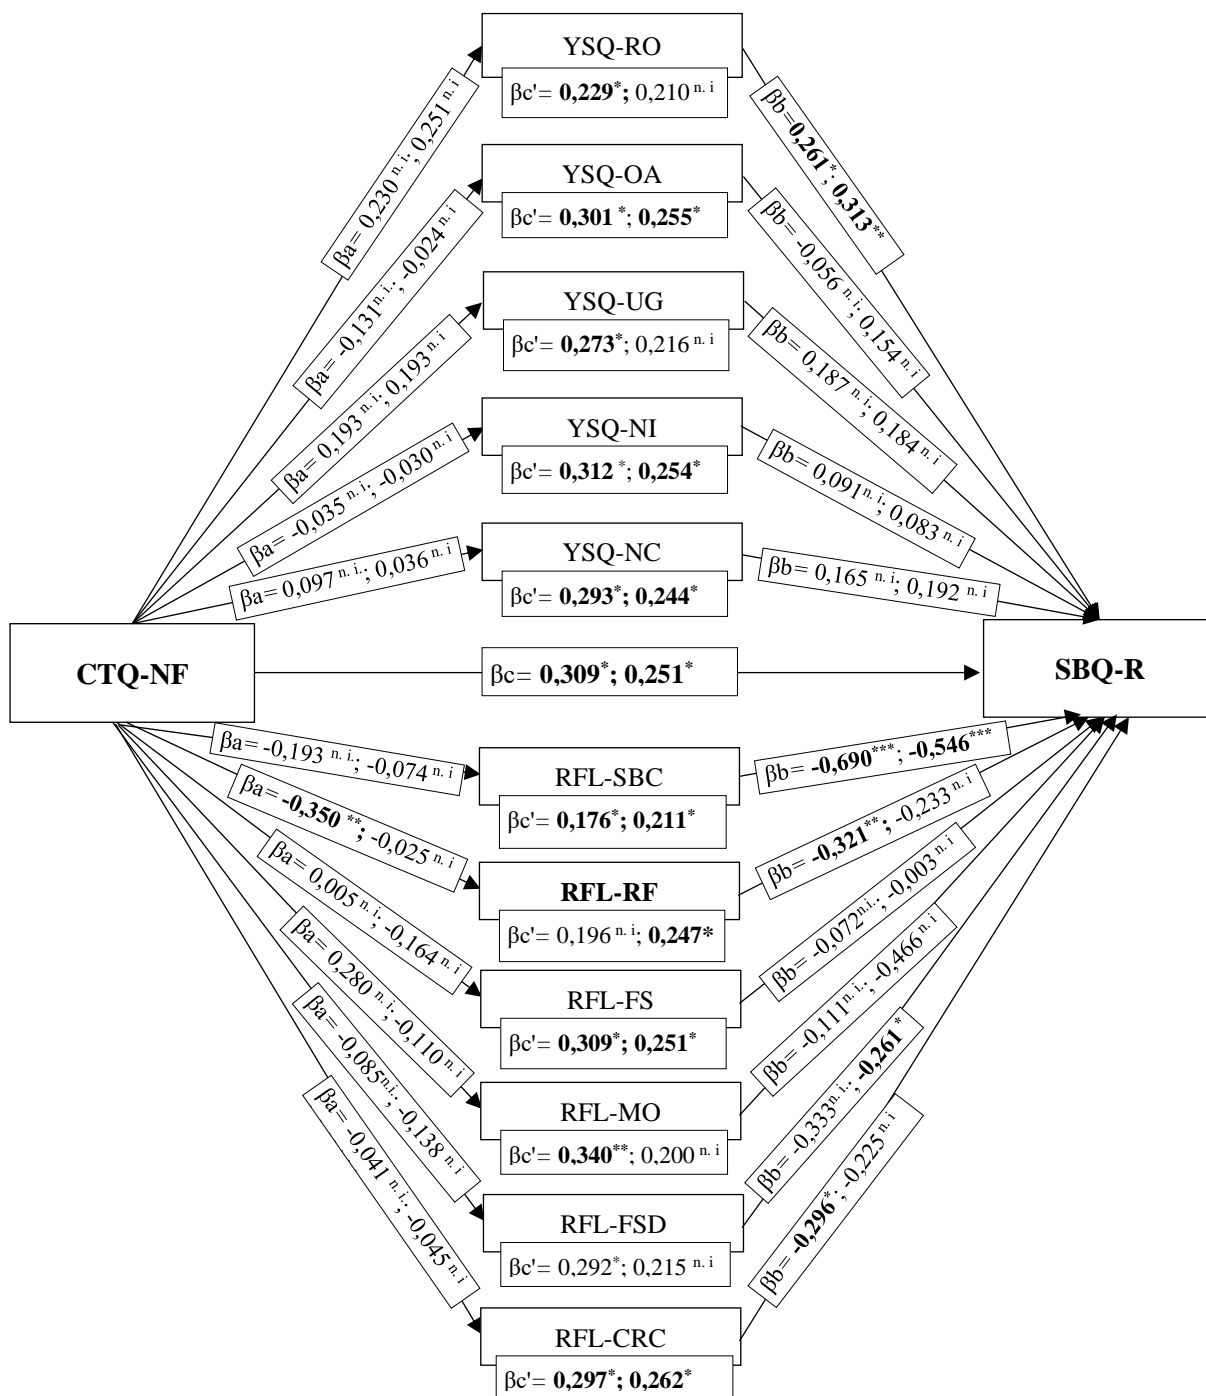 YSQ-RO
βc'= 0,229*; 0,210 n. i
βa= 0,230 n. i.; 0,251 n. i
βb=0,261*; 0,313**
YSQ-OA
βc'= 0,301 *; 0,255*
βa= -0,131n. i.; -0,024 n. i
βb= -0,056 n. i.; 0,154 n. i
YSQ-UG
βc'= 0,273*; 0,216 n. i
βa= 0,193 n. i.; 0,193 n. i
βb= 0,187 n. i.; 0,184 n. i
YSQ-NI
βc'= 0,312 *; 0,254*
βa= -0,035 n. i.; -0,030 n. i
βb= 0,091n. i.; 0,083 n. i
YSQ-NC
βc'= 0,293*; 0,244*
βa= 0,097 n. i.; 0,036 n. i
βb= 0,165 n. i; 0,192 n. i
CTQ-NF
βc= 0,309*; 0,251*
SBQ-R
βa= -0,193 n. i.; -0,074 n. i
RFL-SBC
βc'= 0,176*; 0,211*
βb= -0,690***; -0,546***
βa= -0,350 **; -0,025 n. i
RFL-RF
βc'= 0,196 n. i; 0,247*
βb= -0,321**; -0,233 n. i
βa= 0,005 n. i.; -0,164 n. i
RFL-FS
βc'= 0,309*; 0,251*
βb= -0,072n.i..; -0,003 n. i
βa= 0,280 n. i.; -0,110 n. i
RFL-MO
βc'= 0,340**; 0,200 n. i
βb= -0,111n. i..; -0,466 n. i
βa= -0,085n.i..; -0,138 n. i
RFL-FSD
βc'= 0,292*; 0,215 n. i
βb= -0,333n. i..; -0,261 *
βa= -0,041 n. i..; -0,045 n. i
RFL-CRC
βc'= 0,297*; 0,262*
βb= -0,296*; -0,225 n. i